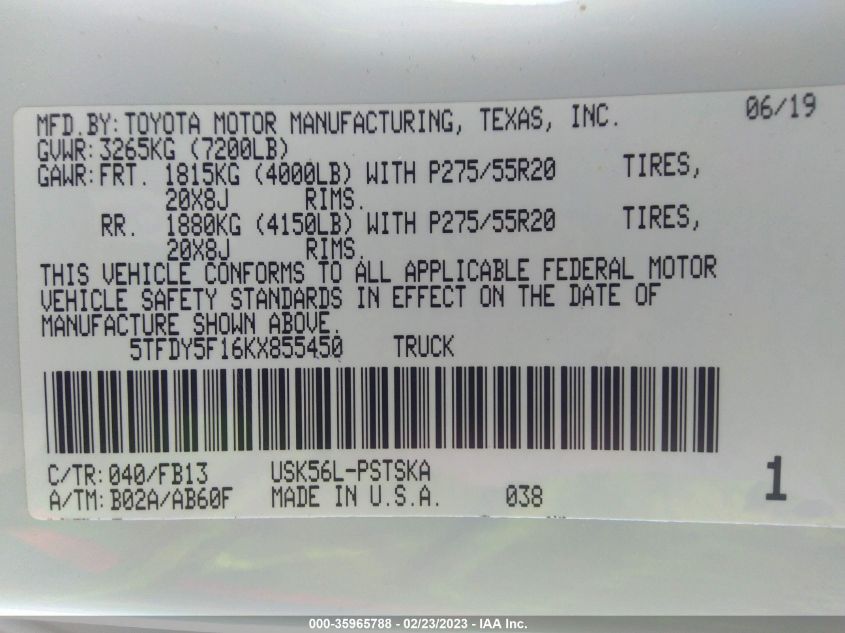 MFD.BY:TOYOTA MOTOR MANUFACTURING, TEXAS, INC. 06/19
GVWR:3265KG (7200LB)
GAWR:FRT. 1815KG (4000LB) WITH P275/55R20 TIRES,
20X8J RIMS.
RR. 1880KG (4150LB) WITH P275/55R20 TIRES,
20X8J RIMS.
THIS VEHICLE CONFORMS TO ALL APPLICABLE FEDERAL MOTOR
VEHICLE SAFETY STANDARDS IN EFFECT ON THE DATE OF
MANUFACTURE SHOWN ABOVE.
5TFDY5F16KX855450 TRUCK
C/TR:040/FB13 USK56L-PSTSKA
A/TM:B02A/AB60F MADE IN U.S.A. 038 1
000-35965788 - 02/23/2023 - IAA Inc.